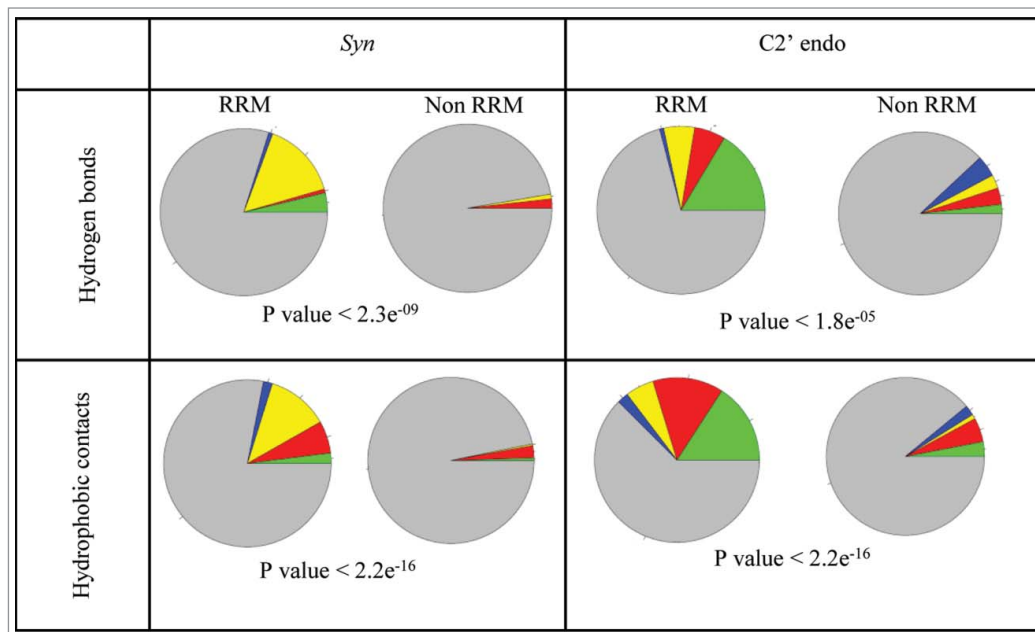 Syn
C2’ endo
Hydrogen bonds
RRM
Non RRM
RRM
Non RRM
P value < 2.3e-09
P value < 1.8e-05
Hydrophobic contacts
P value < 2.2e-16
P value < 2.2e-16